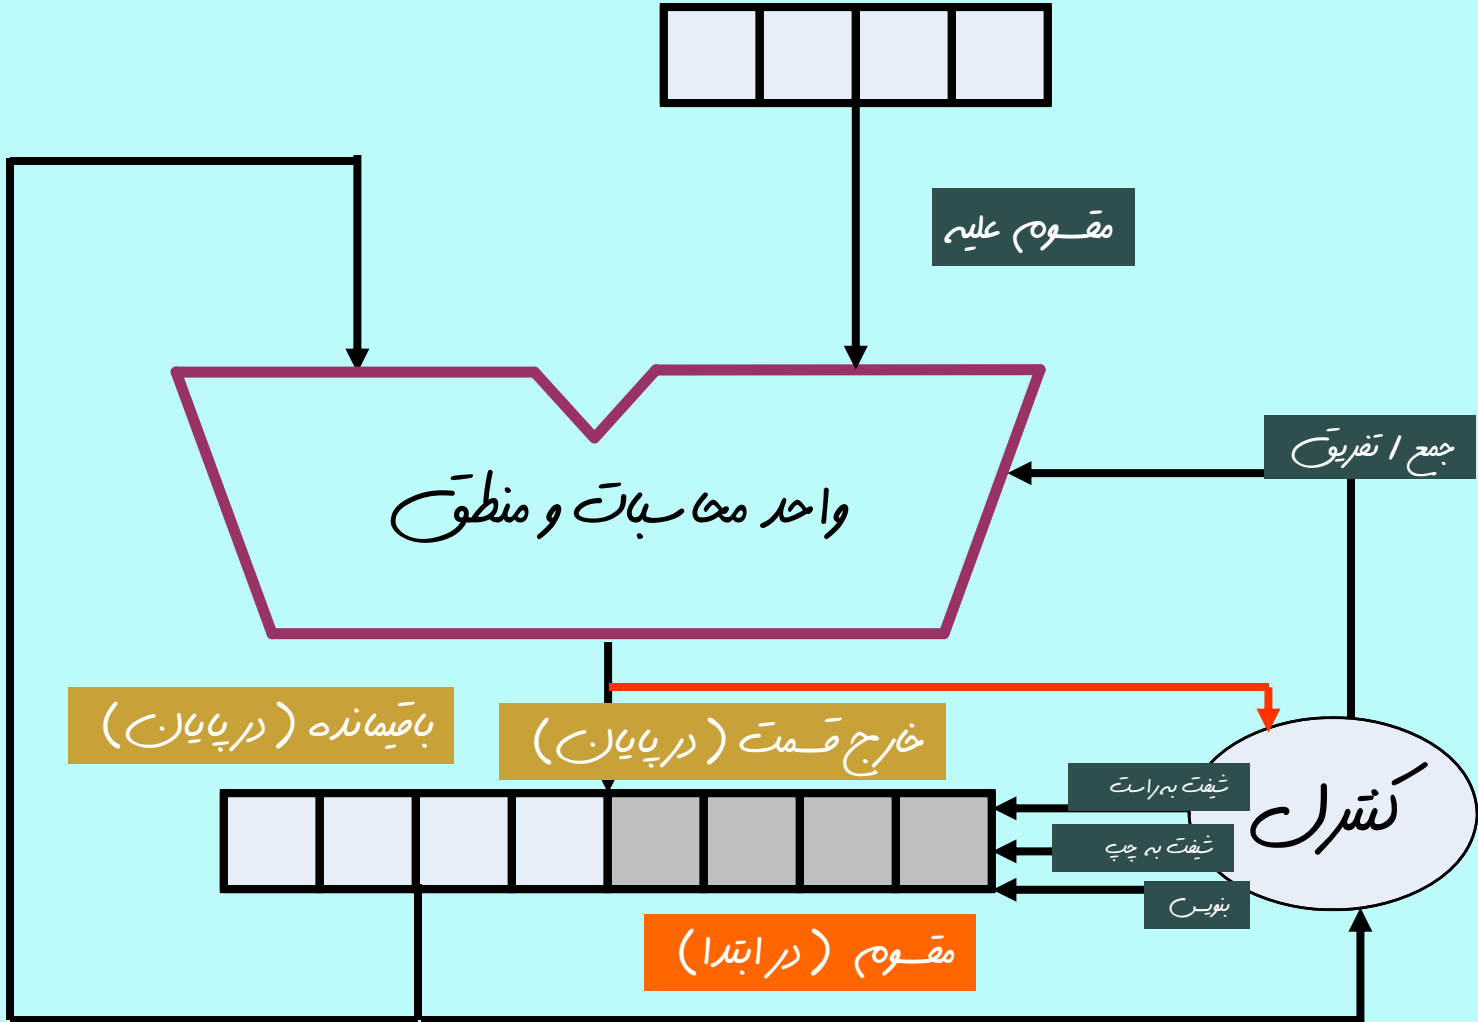 مقسوم علیه
جمع / تفریق
واحد محاسبات و منطق
باقیمانده (در پایان)
خارج قسمت (در پایان)
شیفت به راست
کنترل
شیفت به چپ
بنویس
مقسوم (در ابتدا)